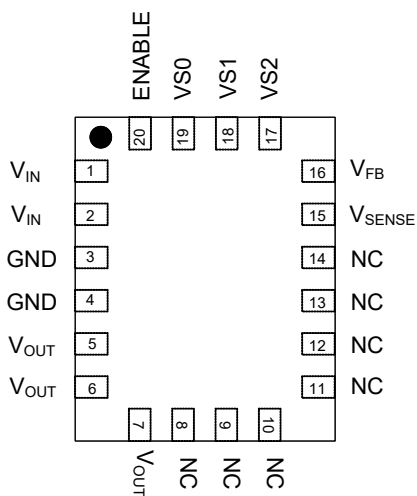 ENABLE VS0 VS1 VS2
20 19 18 17
VIN 1 16 VFB
VIN 2 15 VSENSE
GND 3 14 NC
GND 4 13 NC
VOUT 5 12 NC
VOUT 6 11 NC
7 8 9 10
VOUT NC NC NC